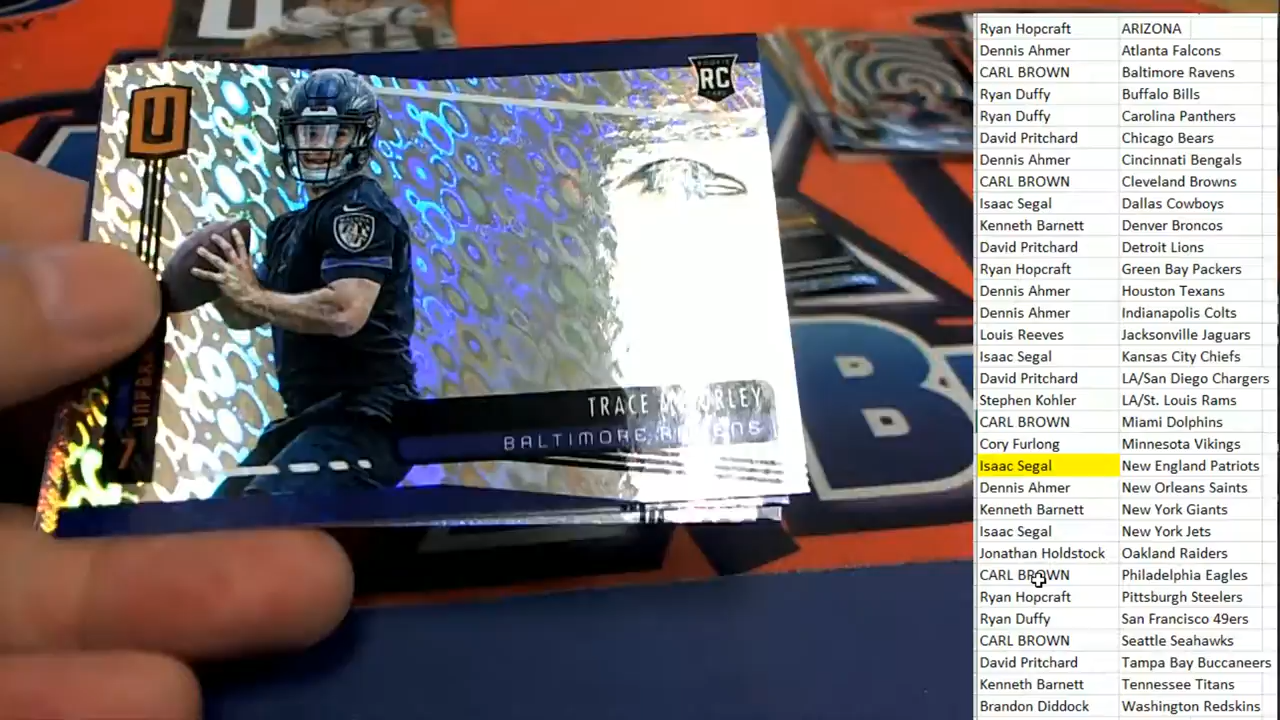 U
ROOKIE
RC
TRACE
BALTIMORE RAVENS
Ryan Hopcraft ARIZONA
Dennis Ahmer Atlanta Falcons
CARL BROWN Baltimore Ravens
Ryan Duffy Buffalo Bills
Ryan Duffy Carolina Panthers
David Pritchard Chicago Bears
Dennis Ahmer Cincinnati Bengals
CARL BROWN Cleveland Browns
Isaac Segal Dallas Cowboys
Kenneth Barnett Denver Broncos
David Pritchard Detroit Lions
Ryan Hopcraft Green Bay Packers
Dennis Ahmer Houston Texans
Dennis Ahmer Indianapolis Colts
Louis Reeves Jacksonville Jaguars
Isaac Segal Kansas City Chiefs
David Pritchard LA/San Diego Chargers
Stephen Kohler LA/St. Louis Rams
CARL BROWN Miami Dolphins
Cory Furlong Minnesota Vikings
Isaac Segal New England Patriots
Dennis Ahmer New Orleans Saints
Kenneth Barnett New York Giants
Isaac Segal New York Jets
Jonathan Holdstock Oakland Raiders
CARL BROWN Philadelphia Eagles
Ryan Hopcraft Pittsburgh Steelers
Ryan Duffy San Francisco 49ers
CARL BROWN Seattle Seahawks
David Pritchard Tampa Bay Buccaneers
Kenneth Barnett Tennessee Titans
Brandon Diddock Washington Redskins